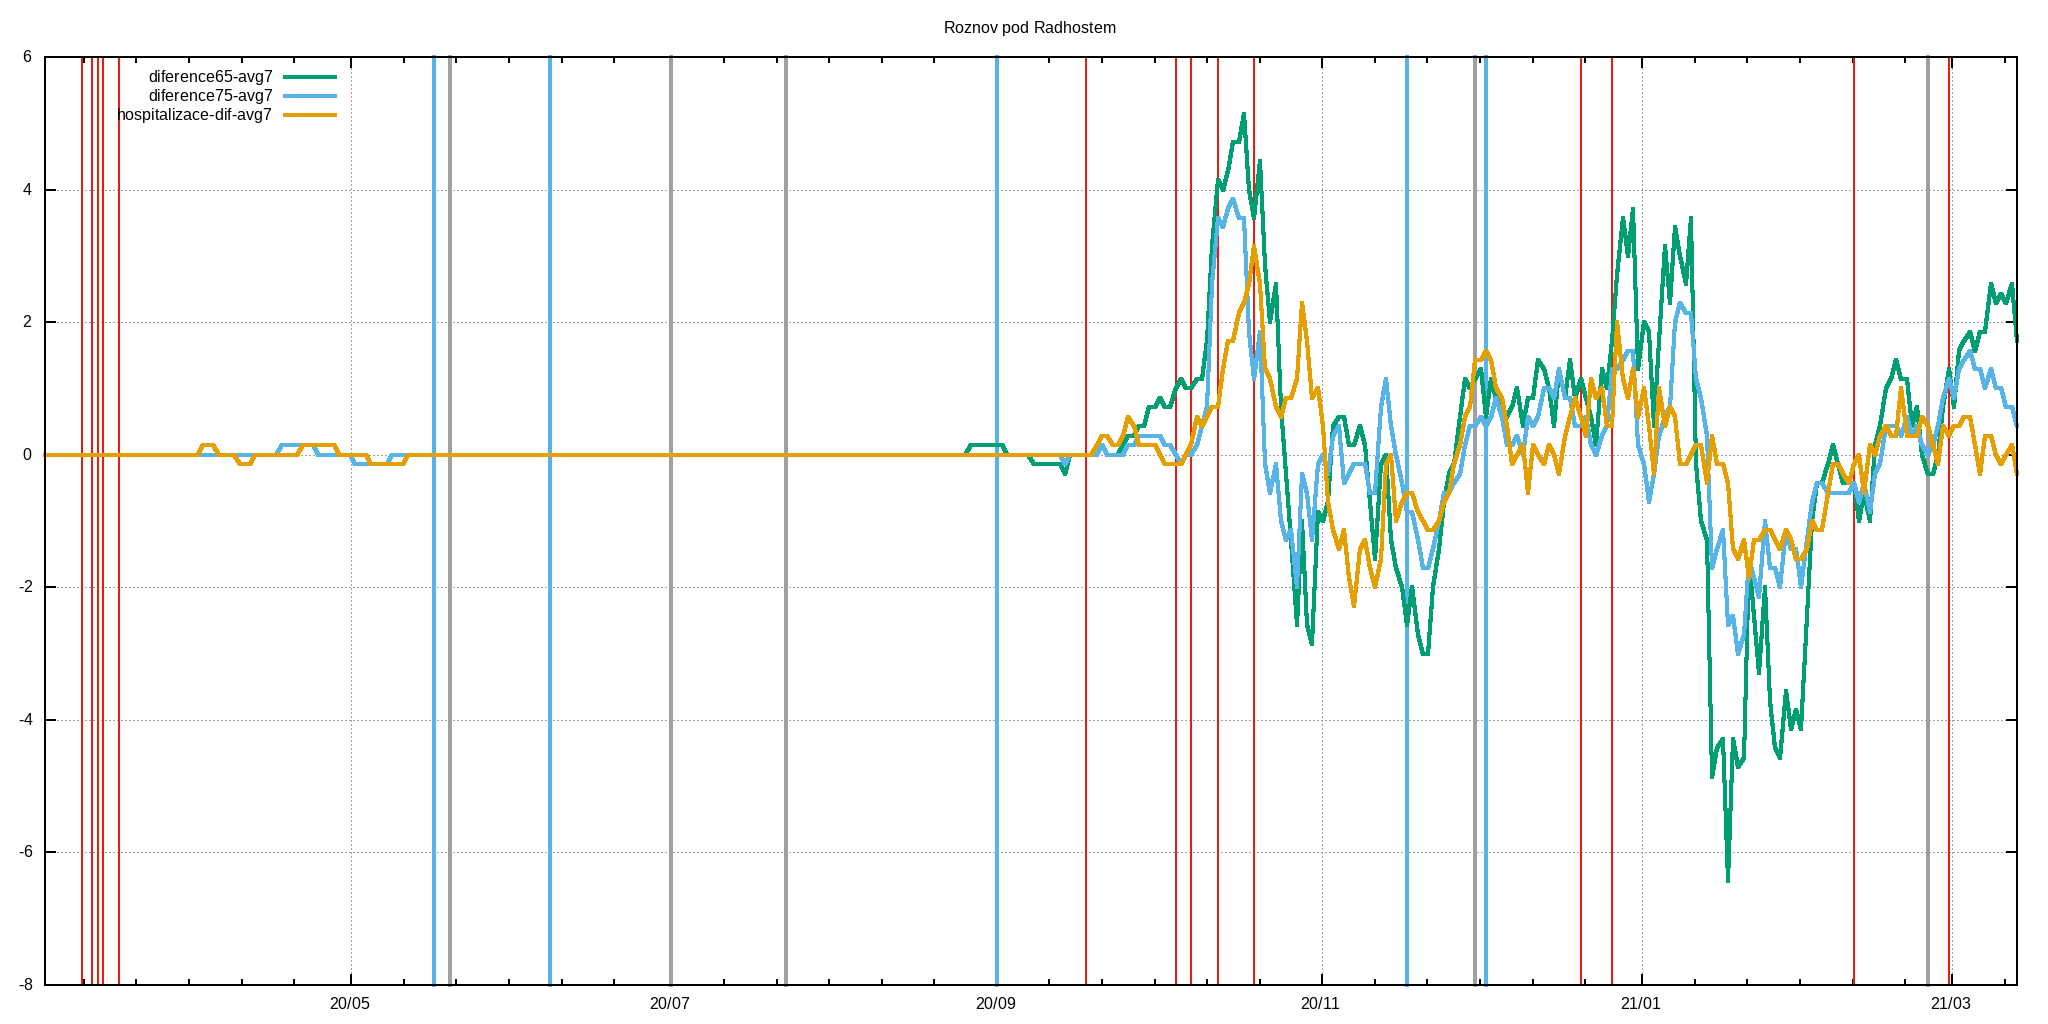 Roznov pod Radhostem
diference65-avg7
diference75-avg7
hospitalizace-dif-avg7
6
4
2
0
-2
-4
-6
-8
20/05 20/07 20/09 20/11 21/01 21/03